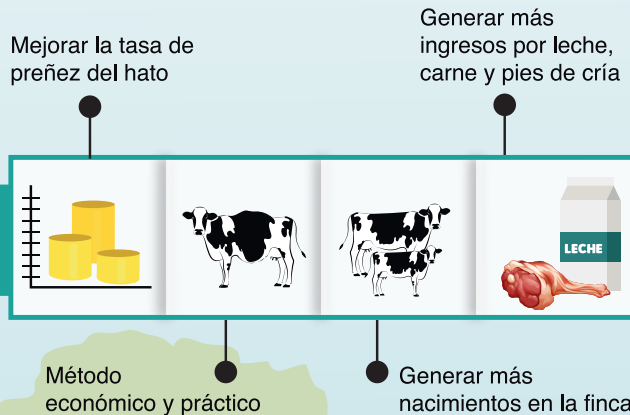 Mejorar la tasa de
preñez del hato
Generar más
ingresos por leche,
carne y pies de cría
LECHE
Método
económico y práctico
Generar más
nacimientos en la finca